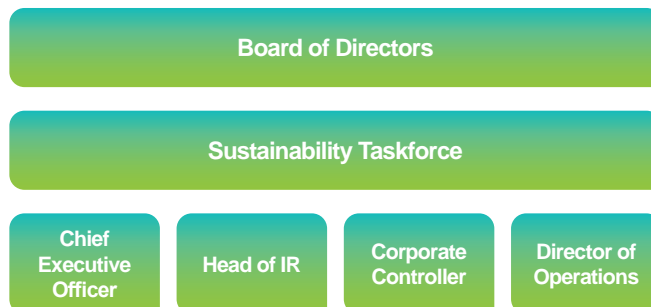 Board of Directors
Sustainability Taskforce
Chief
Executive
Officer
Head of IR
Corporate
Controller
Director of
Operations